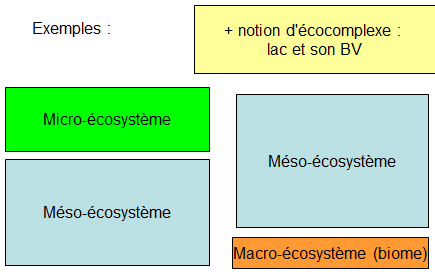 Exemples :
+ notion d'écocomplexe :
lac et son BV
Micro-écosystème
Méso-écosystème
Méso-écosystème
Macro-écosystème (biome)